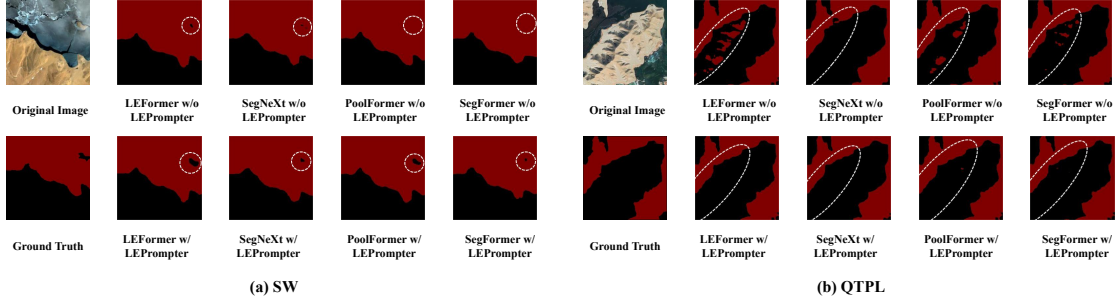 Original Image
LEFormer w/o
LEPrompter
SegNeXt w/o
LEPrompter
PoolFormer w/o
LEPrompter
SegFormer w/o
LEPrompter
Ground Truth
LEFormer w/
LEPrompter
SegNeXt w/
LEPrompter
PoolFormer w/
LEPrompter
SegFormer w/
LEPrompter
(a) SW
Original Image
LEFormer w/o
LEPrompter
SegNeXt w/o
LEPrompter
PoolFormer w/o
LEPrompter
SegFormer w/o
LEPrompter
Ground Truth
LEFormer w/
LEPrompter
SegNeXt w/
LEPrompter
PoolFormer w/
LEPrompter
SegFormer w/
LEPrompter
(b) QTPL